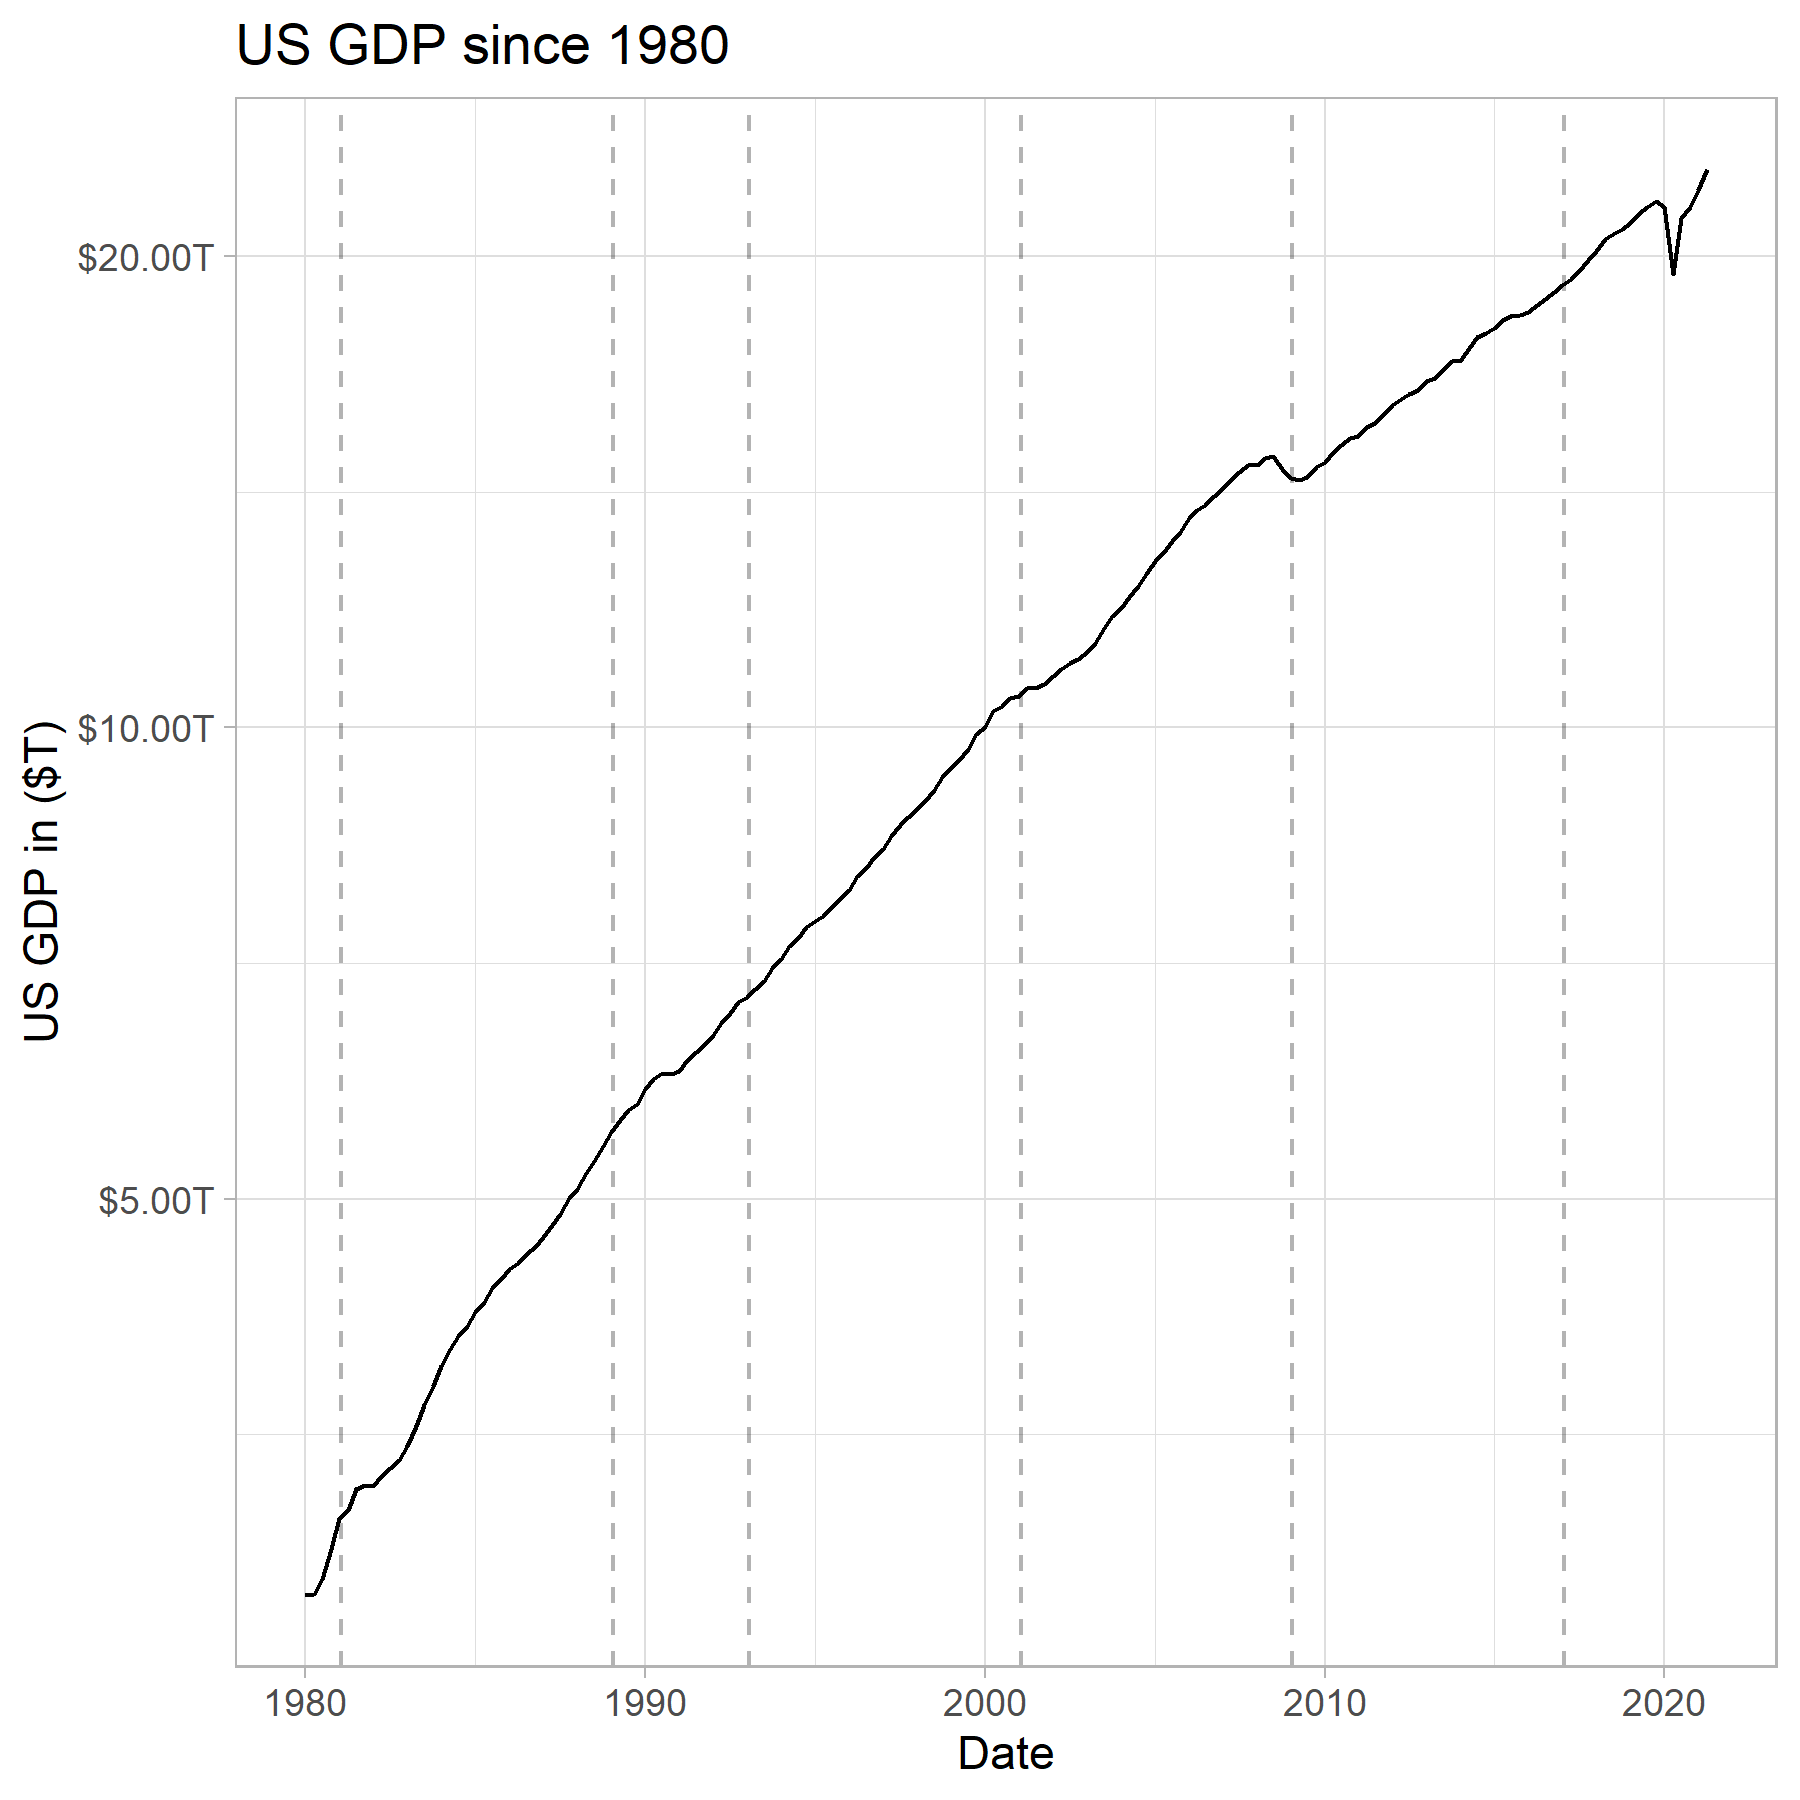 US GDP since 1980
US GDP in ($T)
$20.00T
$10.00T
$5.00T
1980
1990
2000
2010
2020
Date